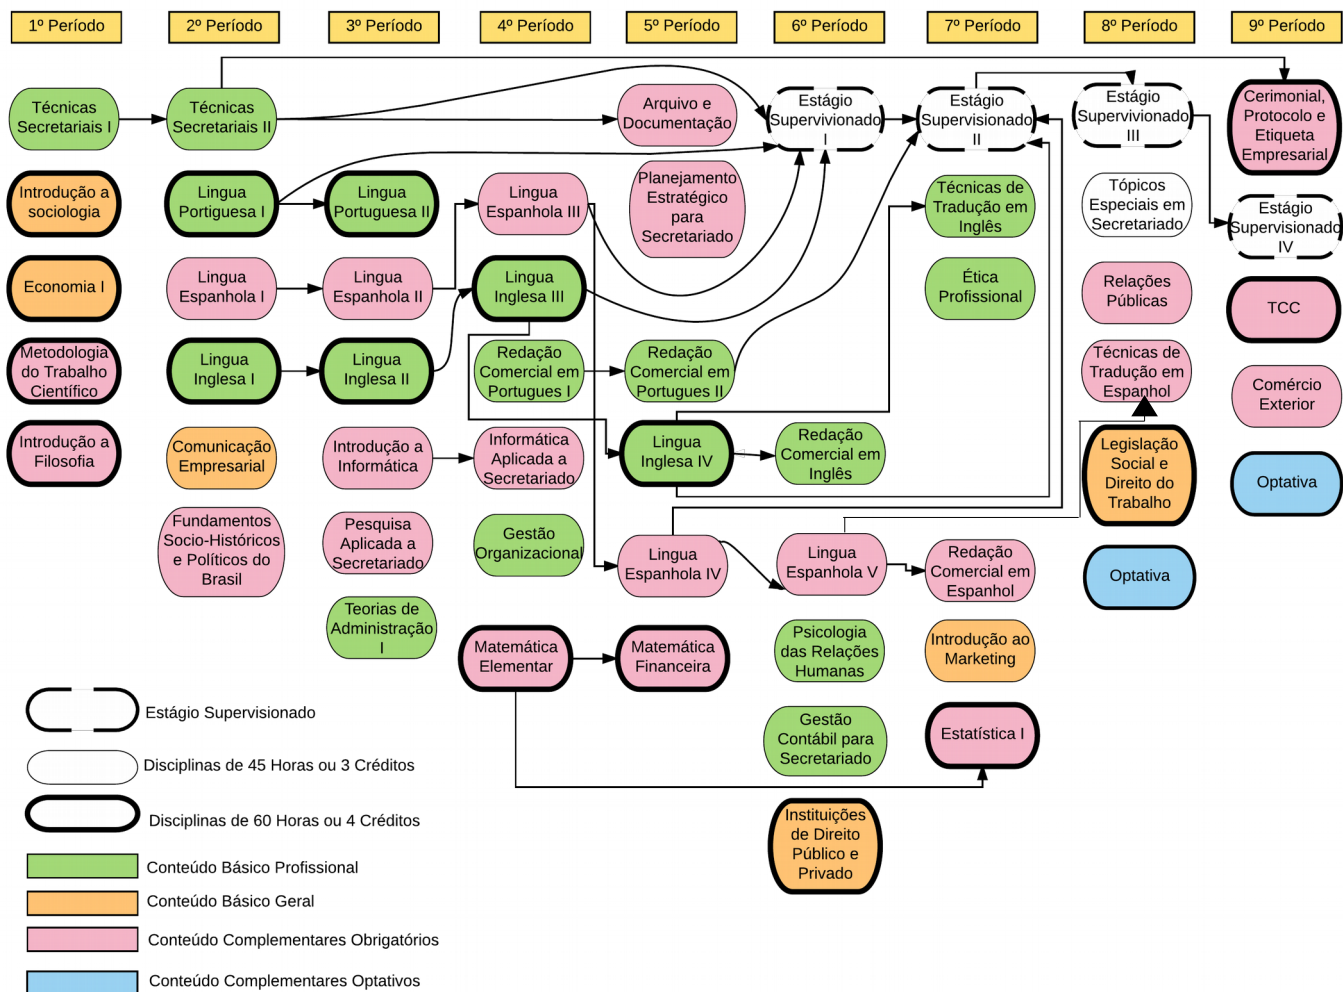 1º Período
2º Período
3º Período
4º Período
5º Período
6º Período
7º Período
8º Período
9º Período
Técnicas
Secretariais I
Introdução a
sociologia
Economia I
Metodologia
do Trabalho
Científico
Introdução a
Filosofia
Técnicas
Secretariais II
Lingua
Portiguesa I
Lingua
Espanhola I
Lingua
Inglesa I
Comunicação
Empresarial
Fundamentos
Socio-Históricos
e Políticos do
Brasil
Lingua
Portuguesa II
Lingua
Espanhola II
Lingua
Inglesa II
Introdução a
Informática
Pesquisa
Aplicada a
Secretariado
Teorias de
Administração
I
Lingua
Espanhola III
Lingua
Inglesa III
Redação
Comercial em
Portugues I
Informática
Aplicada a
Secretariado
Gestão
Organizacional
Matemática
Elementar
Arquivo e
Documentação
Planejamento
Estratégico
para
Secretariado
Redação
Comercial em
Portugues II
Lingua
Inglesa IV
Lingua
Espanhola IV
Matemática
Financeira
Estágio
Supervivionado
I
Redação
Comercial em
Inglês
Lingua
Espanhola V
Psicologia
das Relações
Humanas
Gestão
Contábil para
Secretariado
Instituições
de Direito
Público e
Privado
Estágio
Supervisionado
II
Técnicas de
Tradução em
Inglês
Ética
Profissional
Redação
Comercial em
Espanhol
Introdução ao
Marketing
Estatística I
Estágio
Supervivionado
III
Tópicos
Especiais em
Secretariado
Relações
Públicas
Técnicas de
Tradução em
Espanhol
Legislação
Social e
Direito do
Trabalho
Optativa
Cerimonial,
Protocolo e
Etiqueta
Empresarial
Estágio
Supervisionado
IV
TCC
Comércio
Exterior
Optativa
Estágio Supervisionado
Disciplinas de 45 Horas ou 3 Créditos
Disciplinas de 60 Horas ou 4 Créditos
Conteúdo Básico Profissional
Conteúdo Básico Geral
Conteúdo Complementares Obrigatórios
Conteúdo Complementares Optativos